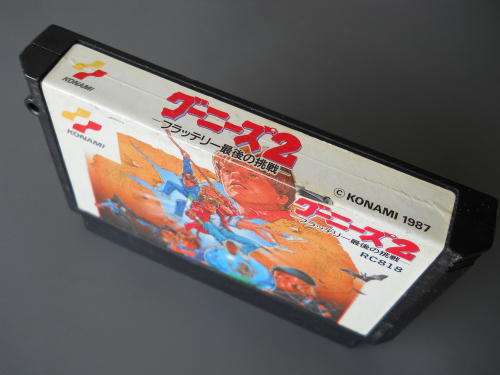 KONAMI
グーニーズ2
フラッテリー最後の挑戦
© KONAMI 1987
KONAMI
グーニーズ2
フラッテリー最後の挑戦
RC818